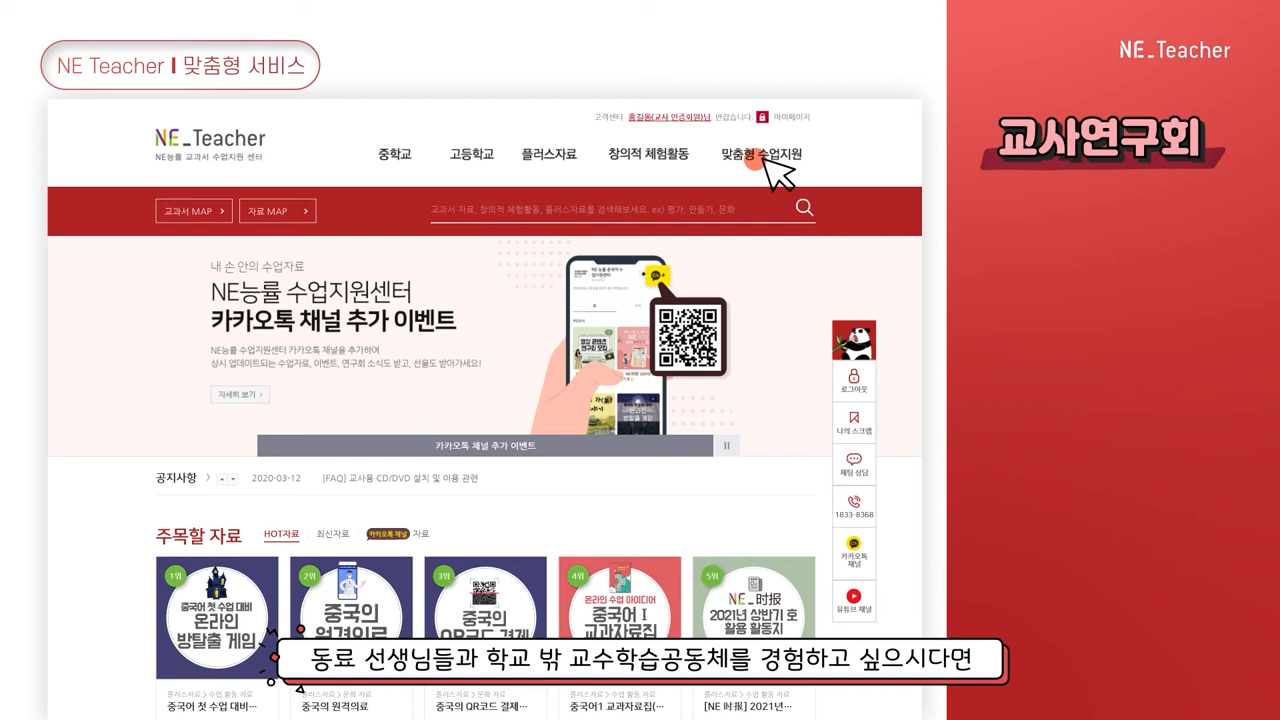 NE Teacher I 맞춤형 서비스
NE_Teacher
교사연구회
고객센터 홍길동(교사 인증회원)님, 반갑습니다. 마이페이지
NE_Teacher
NE능률 교과서 수업지원 센터
중학교 고등학교 플러스자료 창의적 체험활동 맞춤형 수업지원
교과서 MAP > 자료 MAP >
교과서 자료, 창의적 체험활동, 플러스자료를 검색해보세요. ex) 평가, 만들기, 문화
내 손 안의 수업자료
NE능률 수업지원센터
카카오톡 채널 추가 이벤트
NE능률 수업지원센터 카카오톡 채널을 추가하여
상시 업데이트되는 수업자료, 이벤트, 연구회 소식도 받고, 선물도 받아가세요!
자세히 보기 >
카카오톡 채널 추가 이벤트
로그아웃
나의 스크랩
채팅 상담
1833-8368
카카오톡
채널
유튜브 채널
공지사항 > 2020-03-12 [FAQ] 교사용 CD/DVD 설치 및 이용 관련
주목할 자료 HOT자료 최신자료 카카오톡 채널 자료
1위
중국어 첫 수업 대비
온라인
방탈출 게임
2위
중국의
원격의료
3위
중국의
QR코드 결제
4위
온라인 수업 아이디어
중국어 I
교과자료집
5위
NE_时报
2021년 상반기 호
활용 활동지
동료 선생님들과 학교 밖 교수학습공동체를 경험하고 싶으시다면
플러스자료 > 수업 활동 자료
중국어 첫 수업 대비…
플러스자료 > 문화 자료
중국의 원격의료
플러스자료 > 문화 자료
중국의 QR코드 결제…
플러스자료 > 수업 활동 자료
중국어1 교과자료집(…
플러스자료 > 수업 활동 자료
[NE 时报] 2021년…